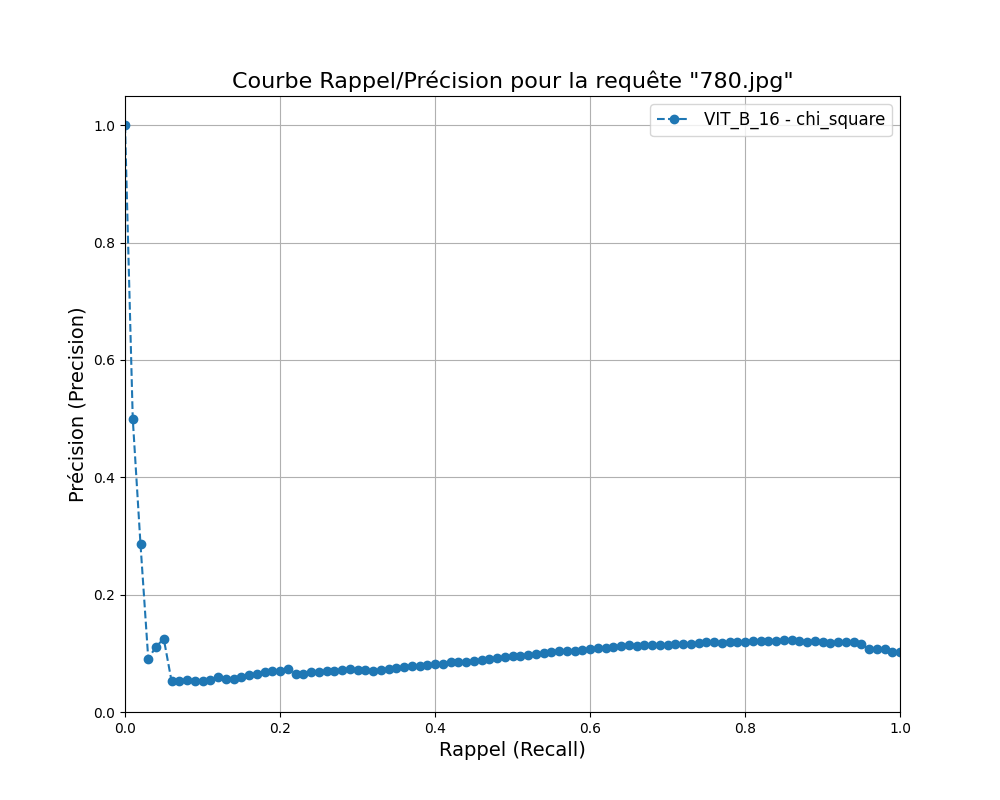 Courbe Rappel/Précision pour la requête "780.jpg"
VIT_B_16 - chi_square
Précision (Precision)
1.0
0.8
0.6
0.4
0.2
0.0
0.0 0.2 0.4 0.6 0.8 1.0
Rappel (Recall)